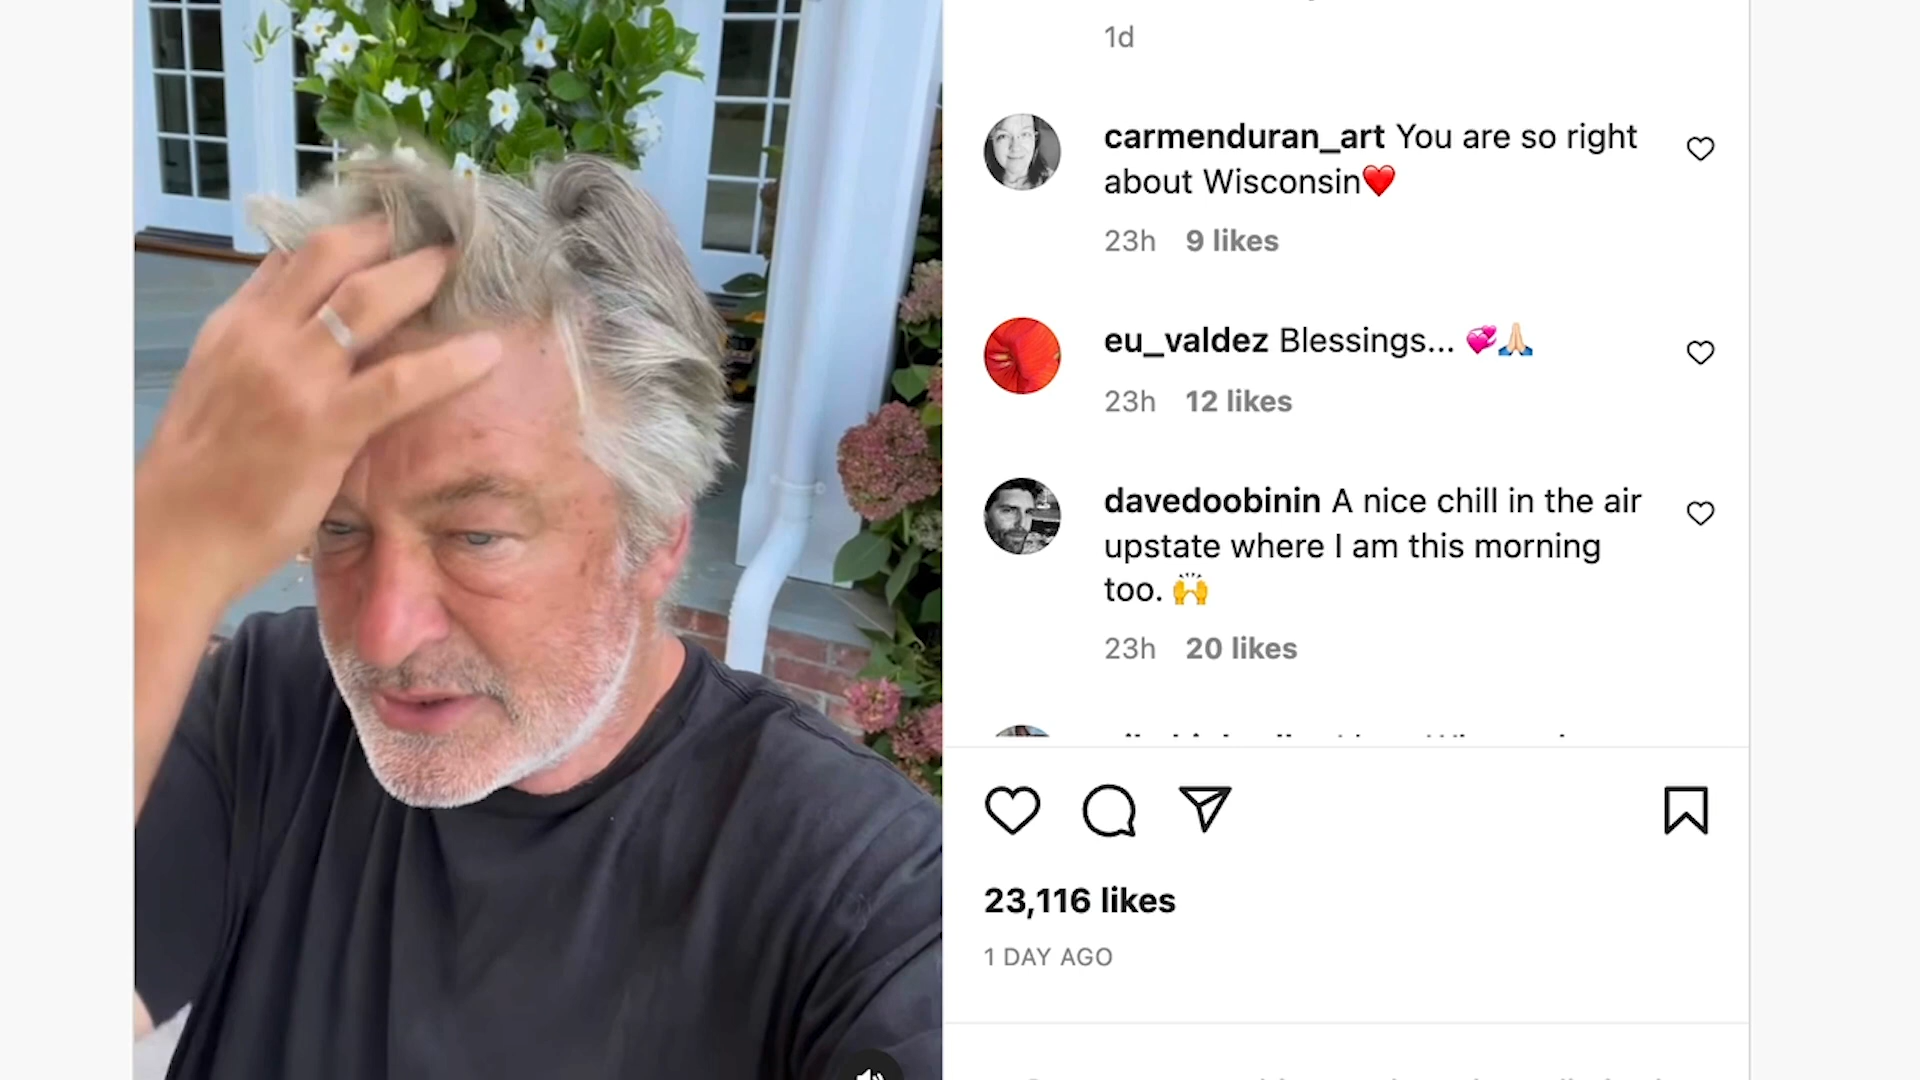 1d
carmenduran_art You are so right
about Wisconsin❤️
23h 9 likes
eu_valdez Blessings... 💞🙏🏻
23h 12 likes
davedoobinin A nice chill in the air
upstate where I am this morning
too. 🙌
23h 20 likes
23,116 likes
1 DAY AGO